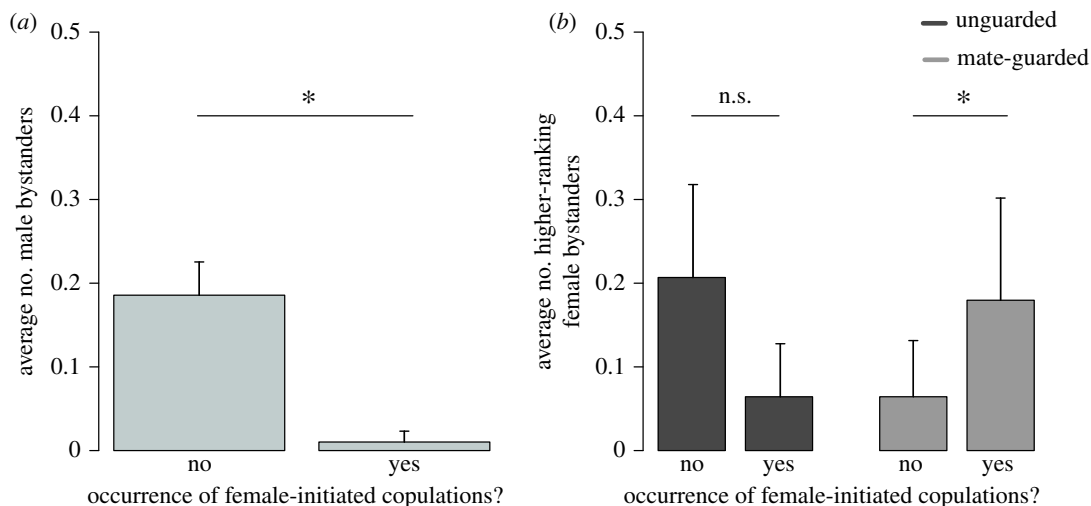 (a)
0.5
0.4
0.3
0.2
0.1
0
average no. male bystanders
*
no
yes
occurrence of female-initiated copulations?
(b)
unguarded
mate-guarded
0.5
0.4
0.3
0.2
0.1
0
average no. higher-ranking
female bystanders
n.s.
*
no
yes
no
yes
occurrence of female-initiated copulations?